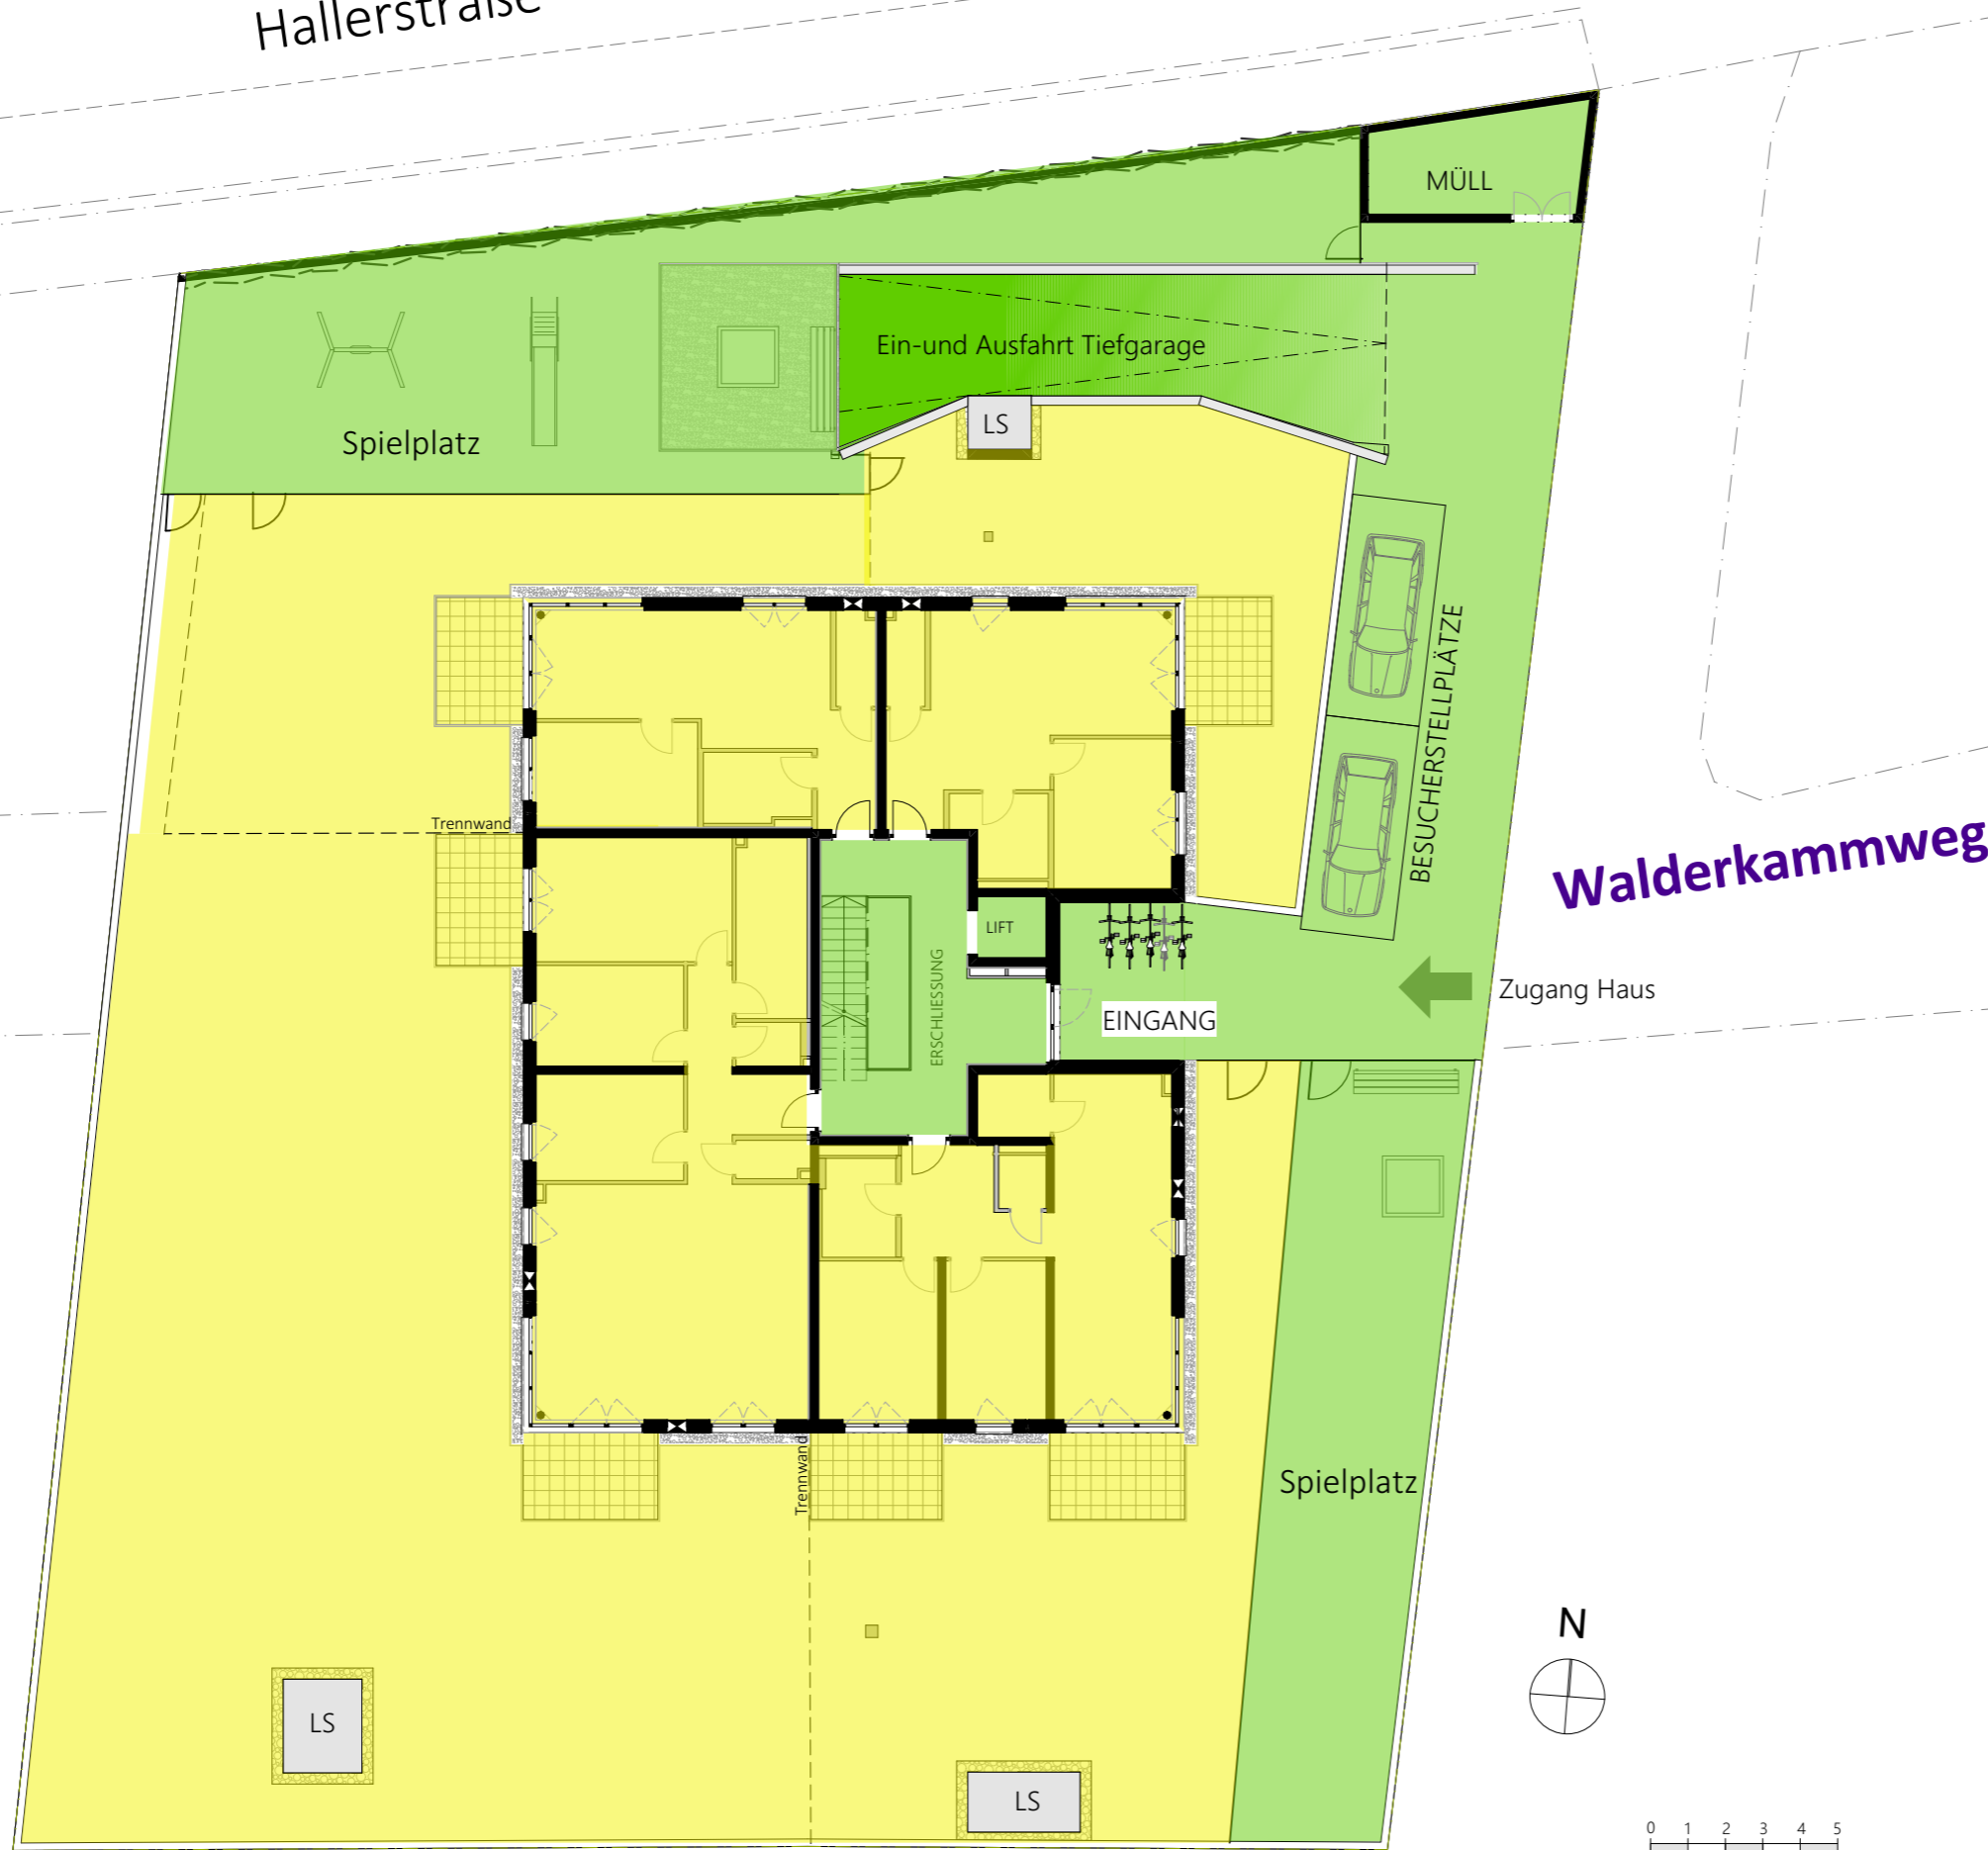 Hallerstraße
MÜLL
Ein-und Ausfahrt Tiefgarage
LS
Spielplatz
BESUCHERSTELLPLÄTZE
Trennwand
Walderkammweg
LIFT
ERSCHLIESSUNG
Zugang Haus
EINGANG
Trennwand
Spielplatz
N
LS
LS
0 1 2 3 4 5